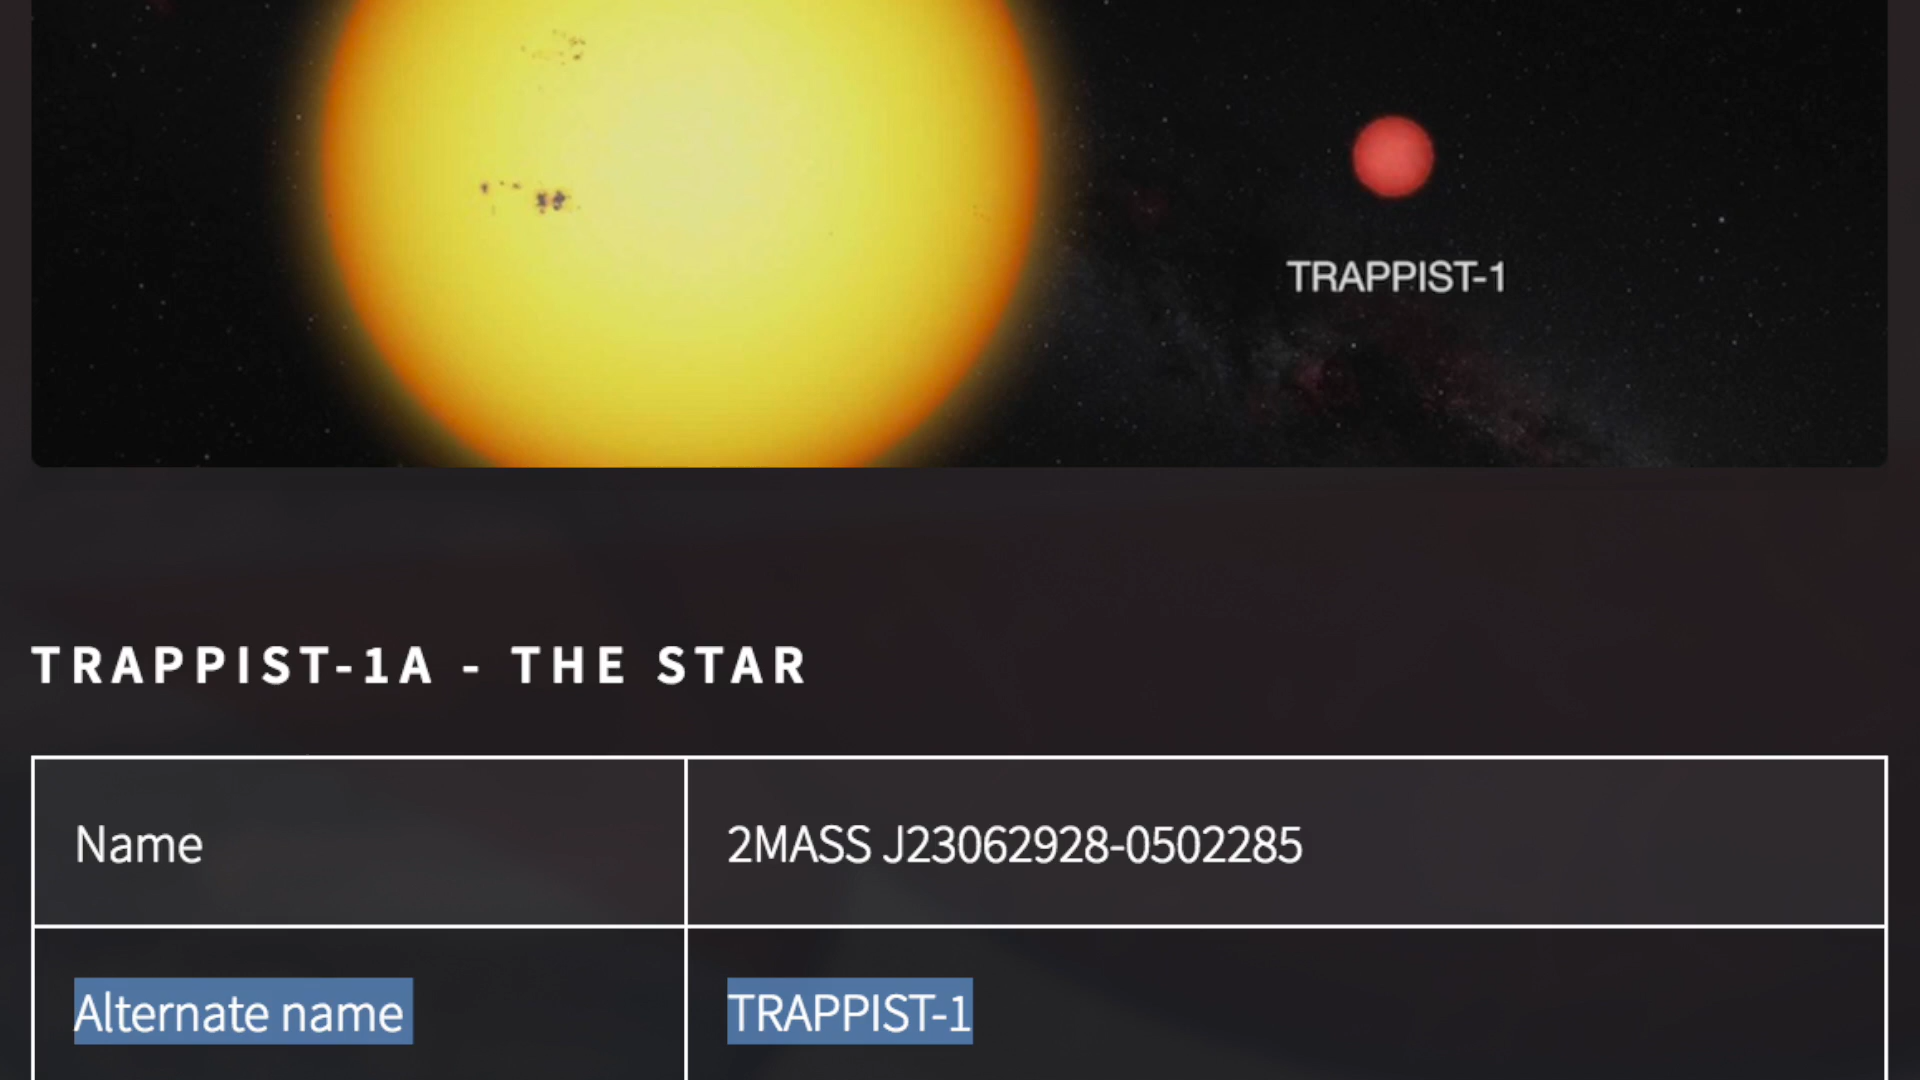 TRAPPIST-1
TRAPPIST-1A - THE STAR
Name 2MASS J23062928-0502285
Alternate name TRAPPIST-1